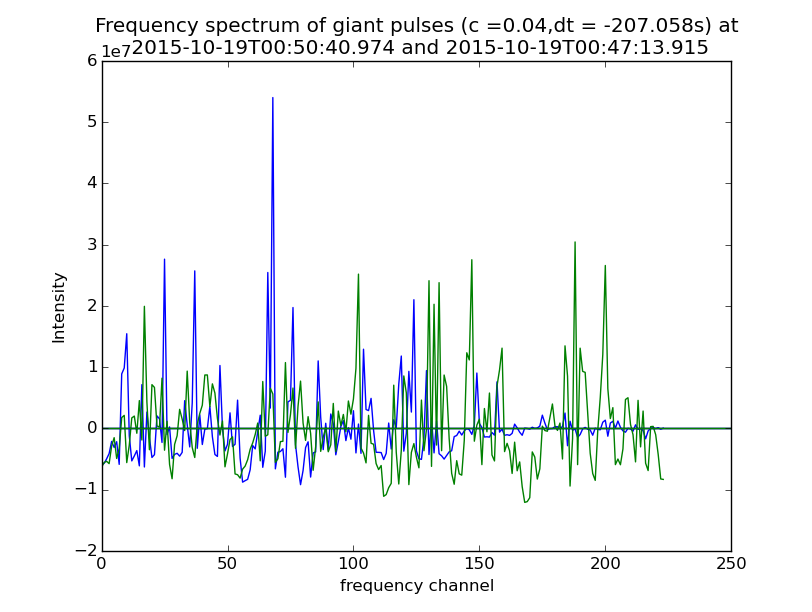 Frequency spectrum of giant pulses (c =0.04,dt = -207.058s) at
2015-10-19T00:50:40.974 and 2015-10-19T00:47:13.915
1e7
6
5
4
3
2
1
0
−1
−2
Intensity
0 50 100 150 200 250
frequency channel